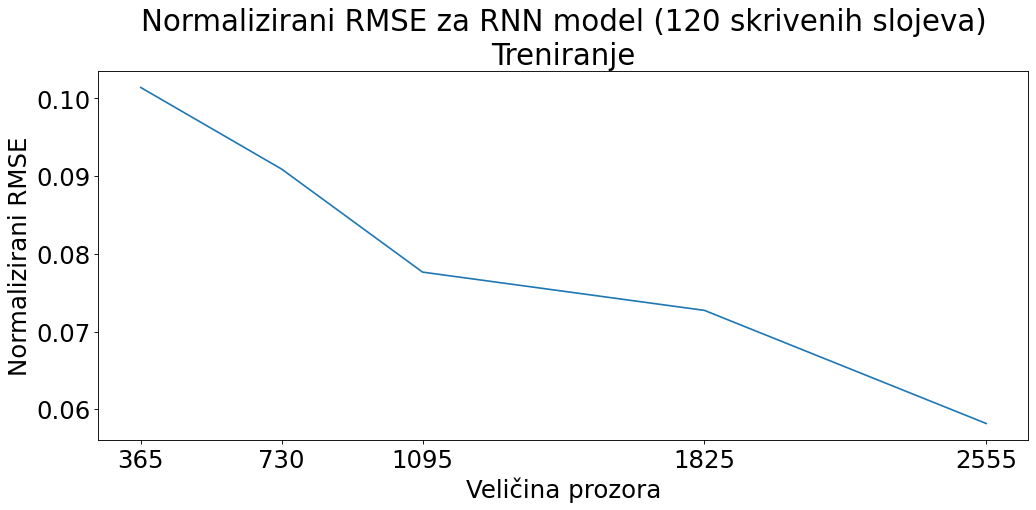 Normalizirani RMSE za RNN model (120 skrivenih slojeva)
Treniranje
Normalizirani RMSE
0.10
0.09
0.08
0.07
0.06
365 730 1095 1825 2555
Veličina prozora